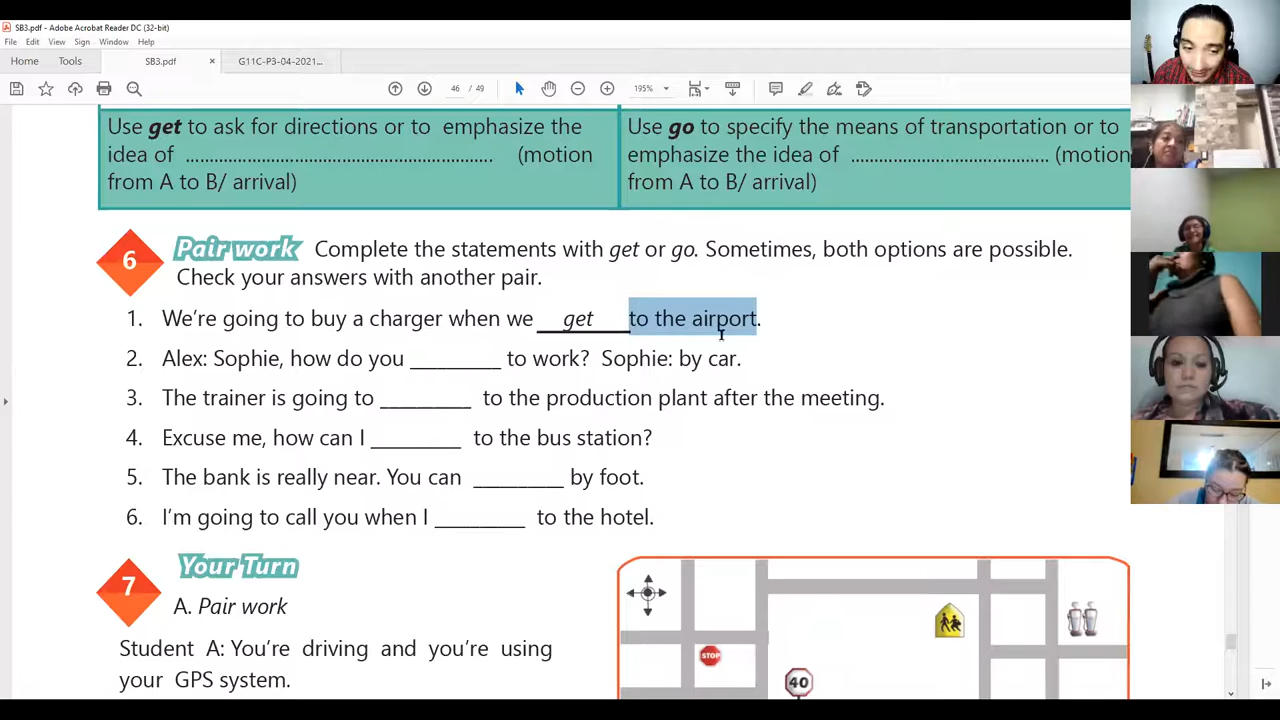 SB3.pdf - Adobe Acrobat Reader DC (32-bit)
File Edit View Sign Window Help
Home Tools SB3.pdf × G11C-P3-04-2021...
46 / 49 195%
Use get to ask for directions or to emphasize the
idea of ...................................................... (motion
from A to B/ arrival)
Use go to specify the means of transportation or to
emphasize the idea of .................................. (motion
from A to B/ arrival)
6 Pair work Complete the statements with get or go. Sometimes, both options are possible.
Check your answers with another pair.
1. We're going to buy a charger when we __get___to the airport.
2. Alex: Sophie, how do you ________ to work? Sophie: by car.
3. The trainer is going to ________ to the production plant after the meeting.
4. Excuse me, how can I ________ to the bus station?
5. The bank is really near. You can ________ by foot.
6. I'm going to call you when I ________ to the hotel.
7 Your Turn
A. Pair work
Student A: You're driving and you're using
your GPS system.
STOP
40